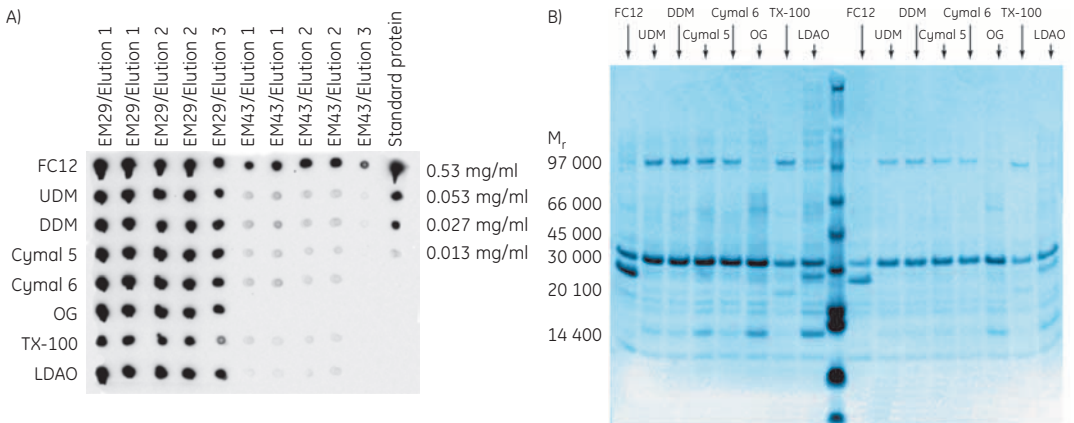 A)
EM29/Elution 1
EM29/Elution 1
EM29/Elution 2
EM29/Elution 2
EM29/Elution 3
EM43/Elution 1
EM43/Elution 1
EM43/Elution 2
EM43/Elution 2
EM43/Elution 3
Standard protein
FC12
UDM
DDM
Cymal 5
Cymal 6
OG
TX-100
LDAO
0.53 mg/ml
0.053 mg/ml
0.027 mg/ml
0.013 mg/ml
B)
FC12 DDM Cymal 6 TX-100 FC12 DDM Cymal 6 TX-100
UDM Cymal 5 OG LDAO UDM Cymal 5 OG LDAO
Mr
97 000
66 000
45 000
30 000
20 100
14 400